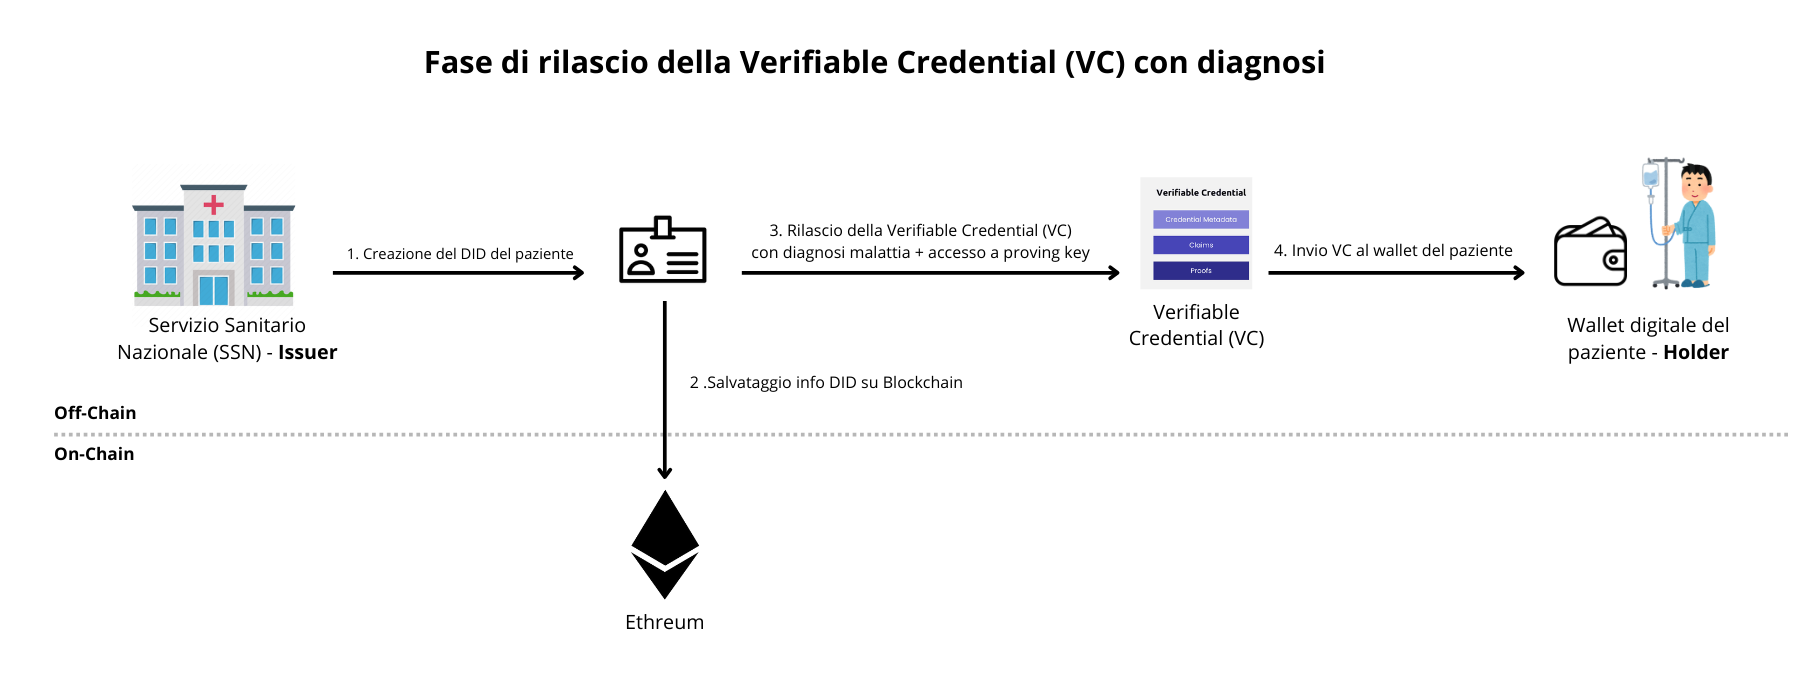 Fase di rilascio della Verifiable Credential (VC) con diagnosi
1. Creazione del DID del paziente
3. Rilascio della Verifiable Credential (VC)
con diagnosi malattia + accesso a proving key
Verifiable Credential
Credential Metadata
Claims
Proofs
4. Invio VC al wallet del paziente
Servizio Sanitario
Nazionale (SSN) - Issuer
Verifiable
Credential (VC)
Wallet digitale del
paziente - Holder
2 .Salvataggio info DID su Blockchain
Off-Chain
On-Chain
Ethreum